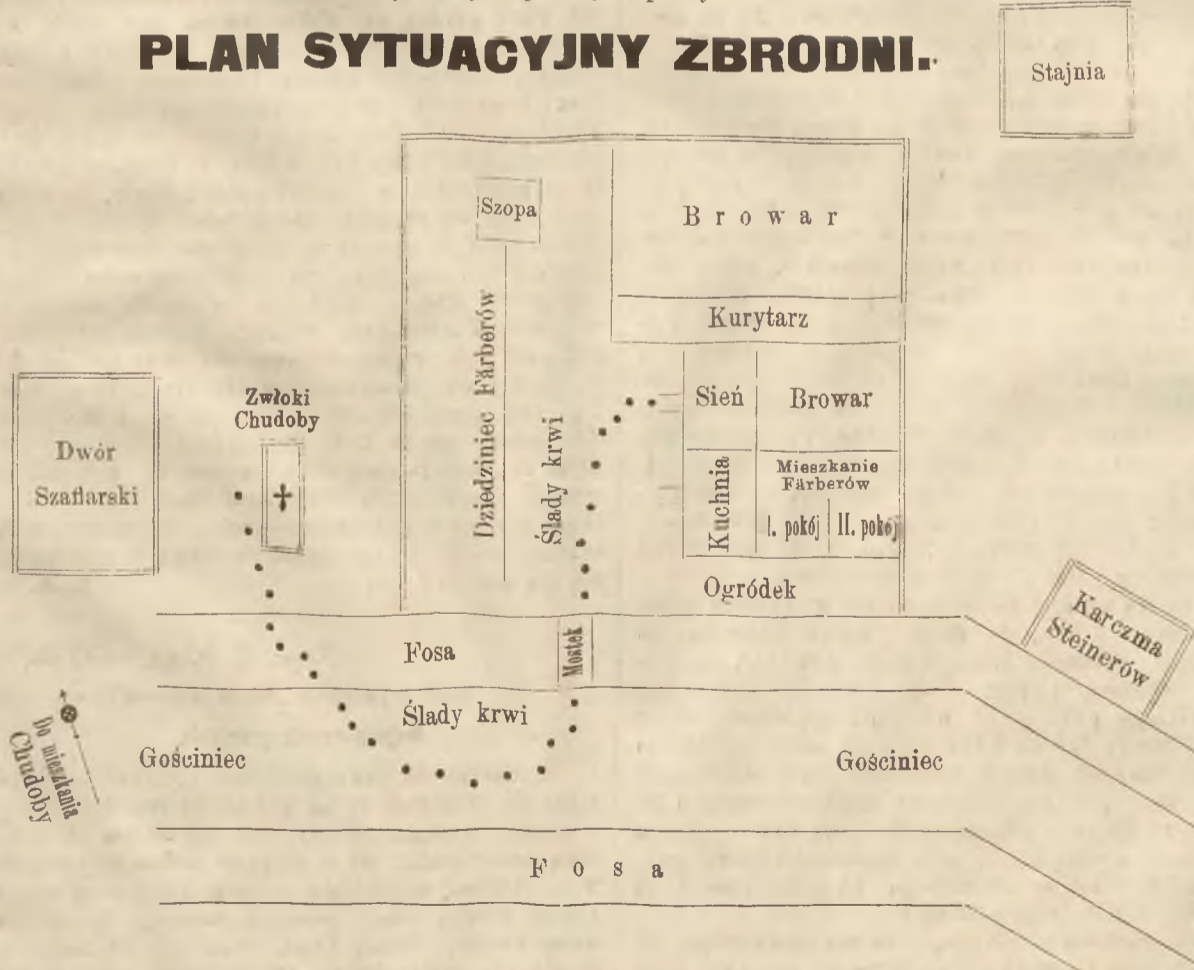 PLAN SYTUACYJNY ZBRODNI.
Stajnia
Szopa
Browar
Kurytarz
Dziedziniec Färberów
Ślady krwi
Sień
Browar
Zwłoki
Chudoby
Dwór
Szaflarski
Kuchnia
Mieszkanie
Färberów
I. pokój
II. pokój
Ogródek
Karczma
Steinerów
Fosa
Mostek
Ślady krwi
Do mieszkania
Chudoby
Gościniec
Gościniec
Fosa